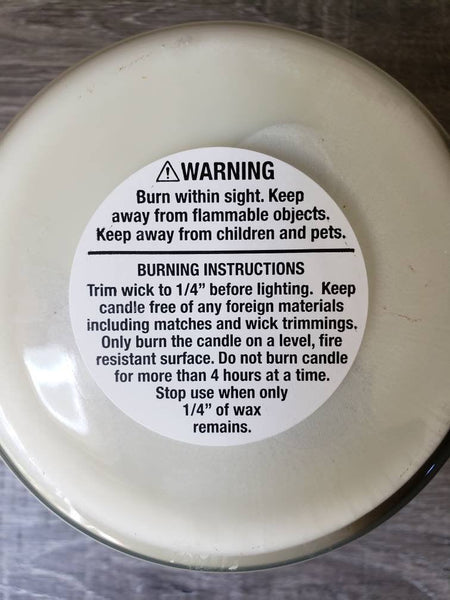 ⚠WARNING
Burn within sight. Keep
away from flammable objects.
Keep away from children and pets.
BURNING INSTRUCTIONS
Trim wick to 1/4" before lighting. Keep
candle free of any foreign materials
including matches and wick trimmings.
Only burn the candle on a level, fire
resistant surface. Do not burn candle
for more than 4 hours at a time.
Stop use when only
1/4" of wax
remains.